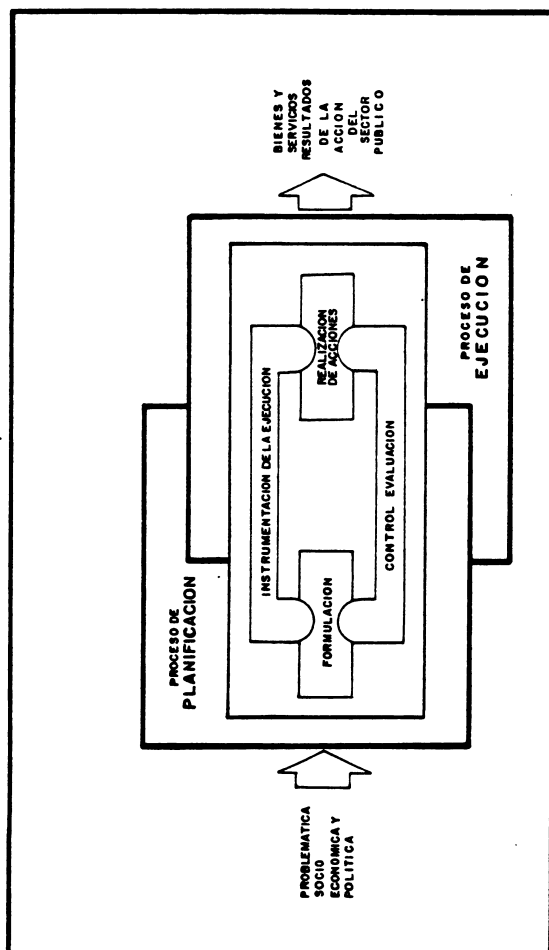 PROBLEMATICA
SOCIO
ECONOMICA Y
POLITICA
PROCESO DE
PLANIFICACION
INSTRUMENTACION DE LA EJECUCION
FORMULACION
REALIZACION
DE ACCIONES
CONTROL EVALUACION
PROCESO DE
EJECUCION
BIENES Y
SERVICIOS
RESULTADOS
DE LA
ACCION
DEL
SECTOR
PUBLICO